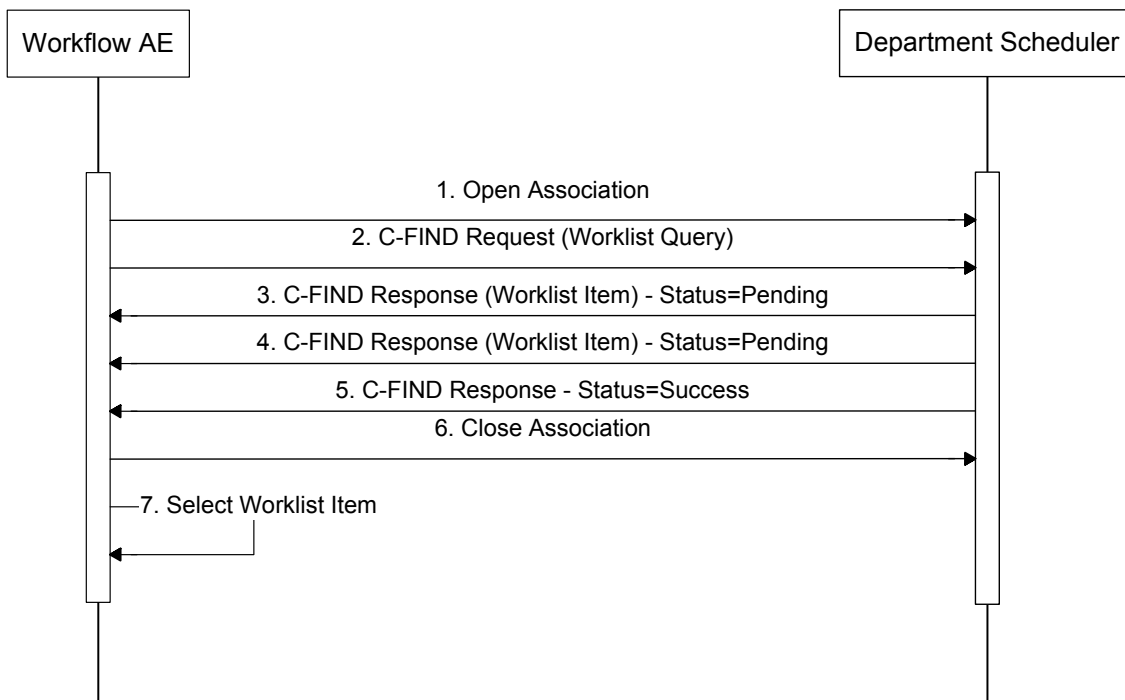 Workflow AE
Department Scheduler
1. Open Association
2. C-FIND Request (Worklist Query)
3. C-FIND Response (Worklist Item) - Status=Pending
4. C-FIND Response (Worklist Item) - Status=Pending
5. C-FIND Response - Status=Success
6. Close Association
7. Select Worklist Item